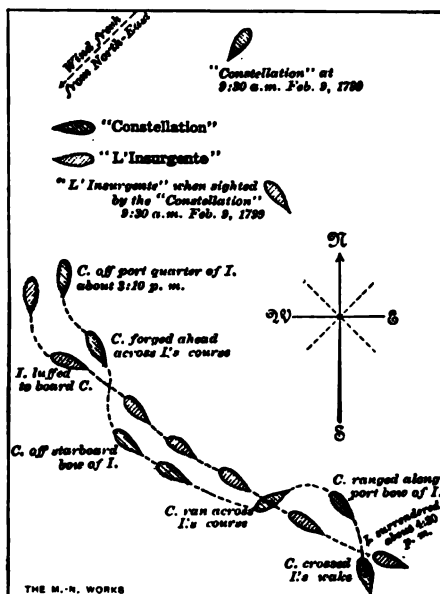 Wind fresh
from North-East
"Constellation" at
9:30 a.m. Feb. 9, 1799
"Constellation"
"L'Insurgente"
"L'Insurgente" when sighted
by the "Constellation"
9:30 a.m. Feb. 9, 1799
N
W
E
S
C. off port quarter of I.
about 3:10 p. m.
C. forged ahead
across I.'s course
I. luffed
to board C.
C. off starboard
bow of I.
C. ran across
I.'s course
C. ranged along
port bow of I.
I. surrendered
about 4:30
p. m.
C. crossed
I.'s wake
THE M.-N. WORKS